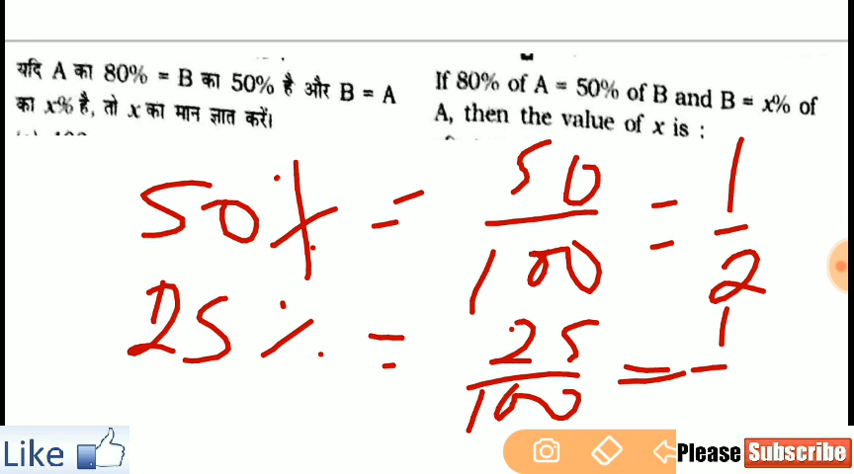 यदि A का 80% = B का 50% है और B = A
का x% है, तो x का मान ज्ञात करें।
If 80% of A = 50% of B and B = x% of
A, then the value of x is :
50% = 50/100 = 1/2
25% = 25/100 = 1
Like
Please Subscribe